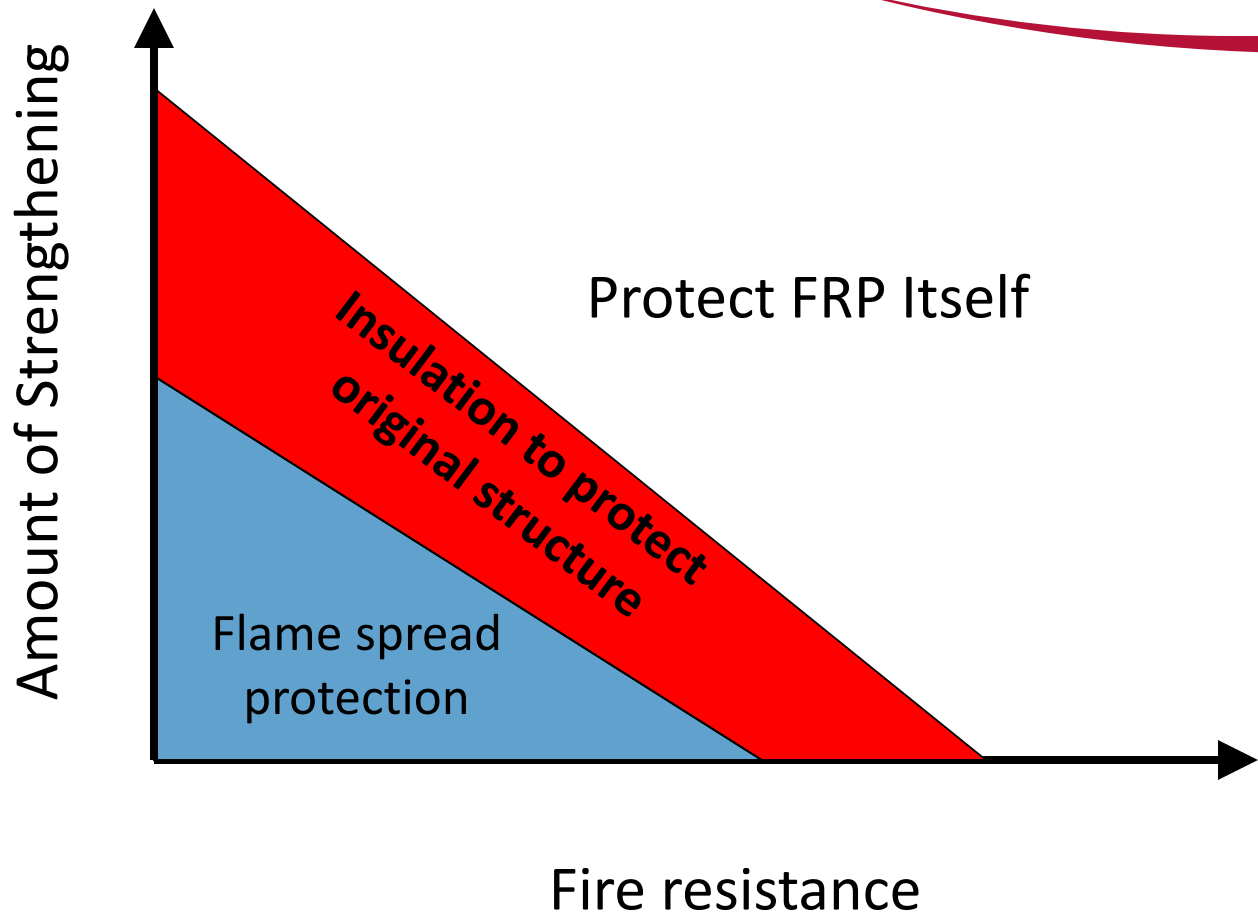 Amount of Strengthening
Protect FRP Itself
Insulation to protect
original structure
Flame spread
protection
Fire resistance